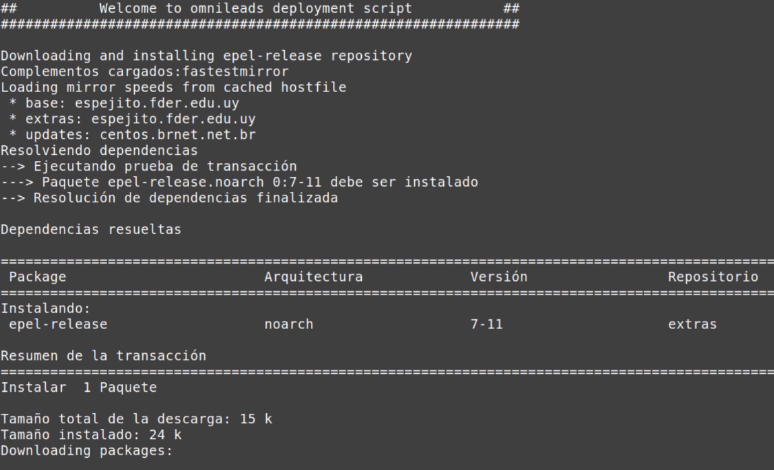 ##          Welcome to omnileads deployment script           ##
###############################################################
Downloading and installing epel-release repository
Complementos cargados:fastestmirror
Loading mirror speeds from cached hostfile
 * base: espejito.fder.edu.uy
 * extras: espejito.fder.edu.uy
 * updates: centos.brnet.net.br
Resolviendo dependencias
--> Ejecutando prueba de transacción
---> Paquete epel-release.noarch 0:7-11 debe ser instalado
--> Resolución de dependencias finalizada
Dependencias resueltas
==============================================================================================
 Package                        Arquitectura             Versión                 Repositorio
==============================================================================================
Instalando:
 epel-release                   noarch                   7-11                    extras
Resumen de la transacción
==============================================================================================
Instalar  1 Paquete
Tamaño total de la descarga: 15 k
Tamaño instalado: 24 k
Downloading packages: